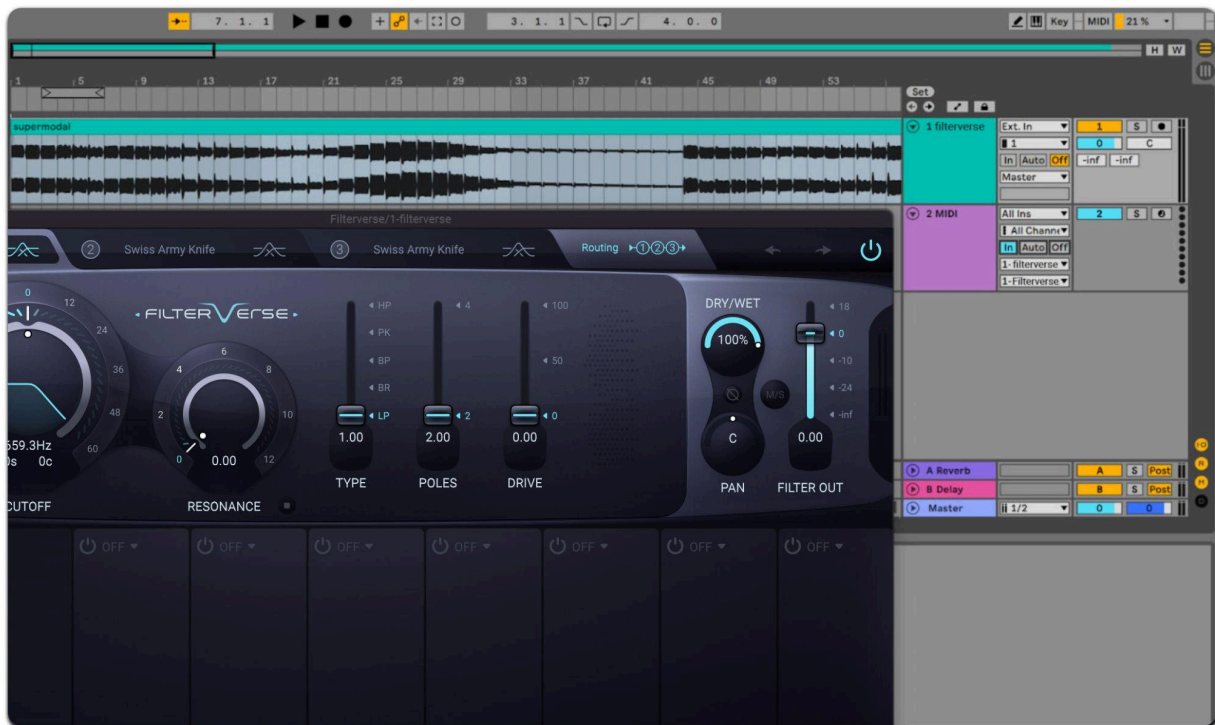 7. 1. 1 3. 1. 1 4. 0. 0 Key MIDI 21 %
H W
1 5 9 13 17 21 25 29 33 37 41 45 49 53
Set
supermodal
1 filterverse Ext. In 1 S
1 0 C
In Auto Off -inf -inf
Master
Filterverse/1-filterverse
2 MIDI All Ins 2 S
All Channe
In Auto Off
1-filterverse
1-Filterverse
2 Swiss Army Knife 3 Swiss Army Knife Routing 1 2 3
0 12 24 36 48 60
FILTERVERSE
0 2 4 6 8 10 12
HP PK BP BR LP
4 2
100 50 0
DRY/WET
100%
18 0 -10 -24 -inf
M/S
C
659.3Hz
0s 0c
0.00
1.00 2.00 0.00
0.00
CUTOFF RESONANCE TYPE POLES DRIVE PAN FILTER OUT
A Reverb A S Post
B Delay B S Post
Master ii 1/2 0 0
OFF OFF OFF OFF OFF OFF OFF